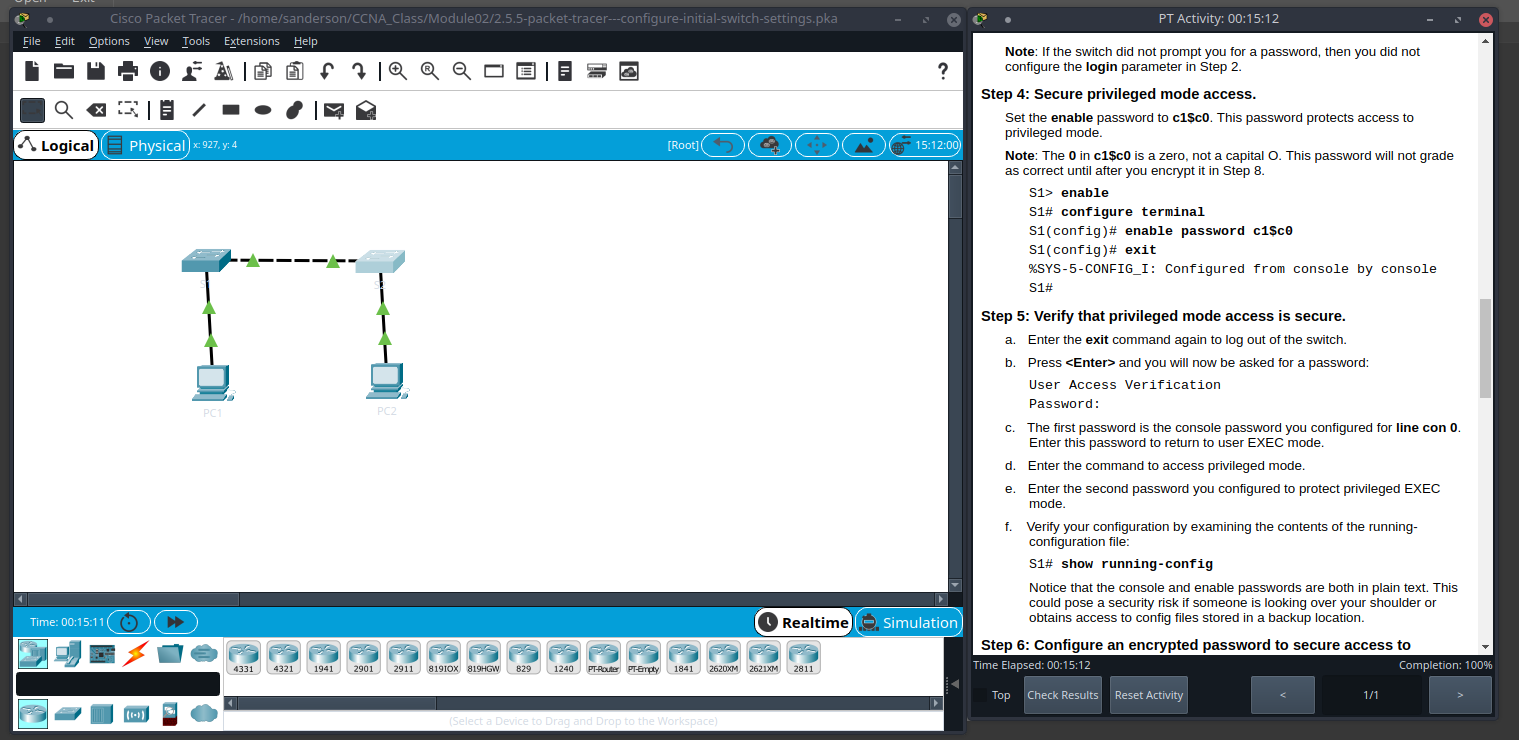 Open Exit
Cisco Packet Tracer - /home/sanderson/CCNA_Class/Module02/2.5.5-packet-tracer---configure-initial-switch-settings.pka
File Edit Options View Tools Extensions Help
?
Logical Physical x: 927, y: 4 [Root] 15:12:00
PC1
PC2
Time: 00:15:11 Realtime Simulation
4331 4321 1941 2901 2911 819IOX 819HGW 829 1240 PT-Router PT-Empty 1841 2620XM 2621XM 2811
(Select a Device to Drag and Drop to the Workspace)
PT Activity: 00:15:12
Note: If the switch did not prompt you for a password, then you did not
configure the login parameter in Step 2.
Step 4: Secure privileged mode access.
Set the enable password to c1$c0. This password protects access to
privileged mode.
Note: The 0 in c1$c0 is a zero, not a capital O. This password will not grade
as correct until after you encrypt it in Step 8.
S1> enable
S1# configure terminal
S1(config)# enable password c1$c0
S1(config)# exit
%SYS-5-CONFIG_I: Configured from console by console
S1#
Step 5: Verify that privileged mode access is secure.
a. Enter the exit command again to log out of the switch.
b. Press <Enter> and you will now be asked for a password:
User Access Verification
Password:
c. The first password is the console password you configured for line con 0.
Enter this password to return to user EXEC mode.
d. Enter the command to access privileged mode.
e. Enter the second password you configured to protect privileged EXEC
mode.
f. Verify your configuration by examining the contents of the running-
configuration file:
S1# show running-config
Notice that the console and enable passwords are both in plain text. This
could pose a security risk if someone is looking over your shoulder or
obtains access to config files stored in a backup location.
Step 6: Configure an encrypted password to secure access to
Time Elapsed: 00:15:12 Completion: 100%
Top Check Results Reset Activity < 1/1 >